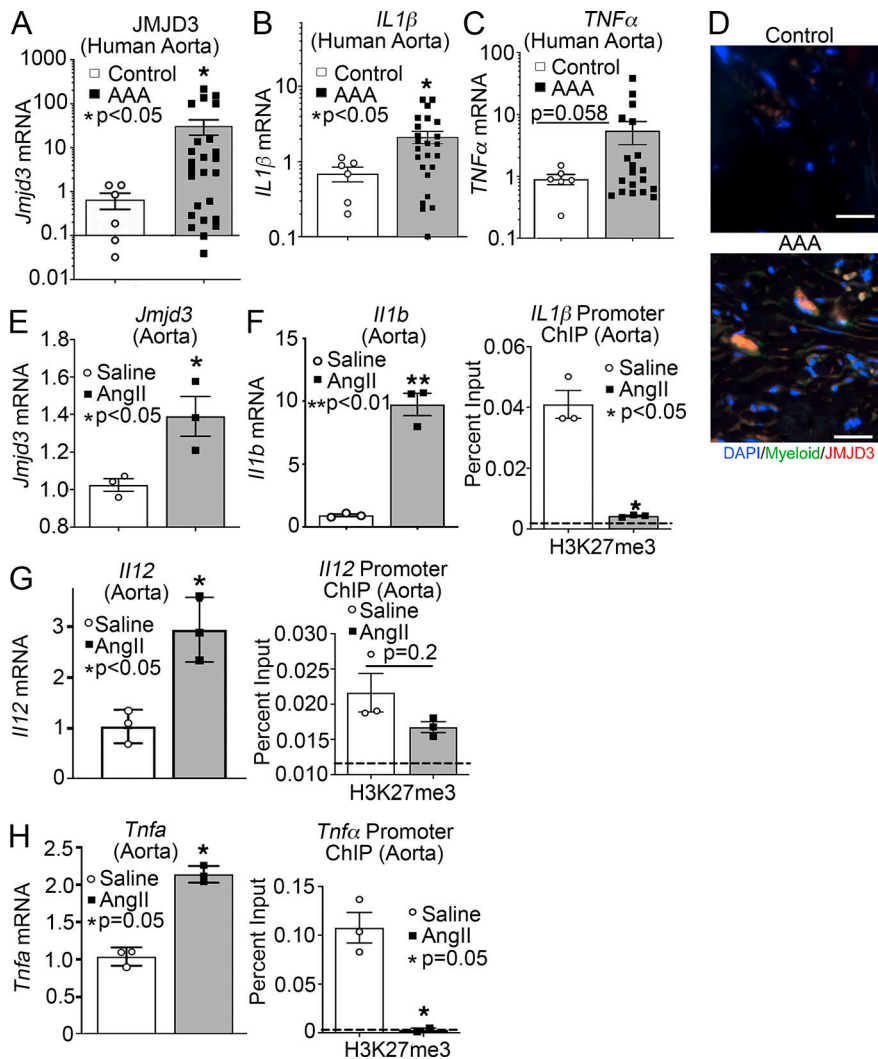 A
JMJD3
(Human Aorta)
Control
AAA
*p<0.05
*
Jmjd3 mRNA
1000
100
10
1
0.1
0.01
B
IL1β
(Human Aorta)
Control
AAA
*p<0.05
*
IL1β mRNA
10
1
0.1
C
TNFα
(Human Aorta)
Control
AAA
p=0.058
TNFα mRNA
100
10
1
0.1
D
Control
AAA
DAPI/Myeloid/JMJD3
E
Jmjd3
(Aorta)
Saline
AngII
*p<0.05
*
Jmjd3 mRNA
1.8
1.6
1.4
1.2
1.0
0.8
F
Il1b
(Aorta)
Saline
AngII
**p<0.01
**
Il1b mRNA
15
10
5
0
IL1β Promoter
ChIP (Aorta)
Saline
AngII
* p<0.05
*
Percent Input
0.06
0.04
0.02
0
H3K27me3
G
Il12
(Aorta)
Saline
AngII
*p<0.05
*
Il12 mRNA
3
2
1
0
Il12 Promoter
ChIP (Aorta)
Saline
AngII
p=0.2
Percent Input
0.030
0.025
0.020
0.015
0.010
H3K27me3
H
Tnfa
(Aorta)
Saline
AngII
*p=0.05
*
Tnfa mRNA
2.5
2.0
1.5
1.0
0.5
0
Tnfα Promoter
ChIP (Aorta)
Saline
AngII
* p=0.05
*
Percent Input
0.15
0.10
0.05
0
H3K27me3